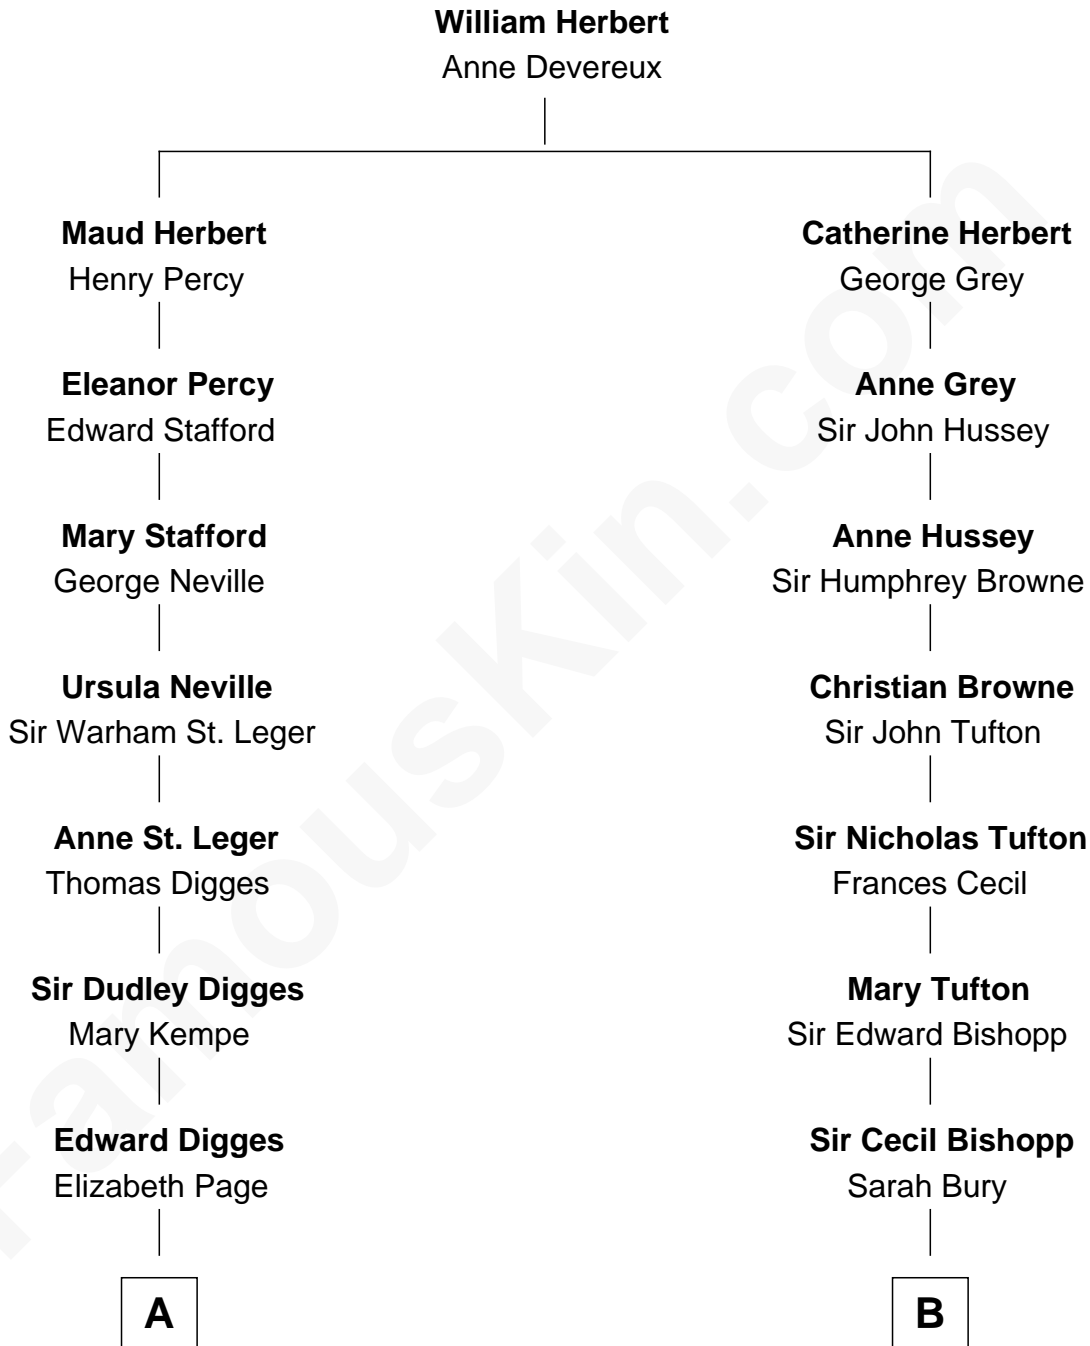 William Herbert
Anne Devereux
Maud Herbert
Henry Percy
Catherine Herbert
George Grey
Eleanor Percy
Edward Stafford
Anne Grey
Sir John Hussey
Mary Stafford
George Neville
Anne Hussey
Sir Humphrey Browne
Ursula Neville
Sir Warham St. Leger
Christian Browne
Sir John Tufton
Anne St. Leger
Thomas Digges
Sir Nicholas Tufton
Frances Cecil
Sir Dudley Digges
Mary Kempe
Mary Tufton
Sir Edward Bishopp
Edward Digges
Elizabeth Page
Sir Cecil Bishopp
Sarah Bury
A
B
FamousKin.com